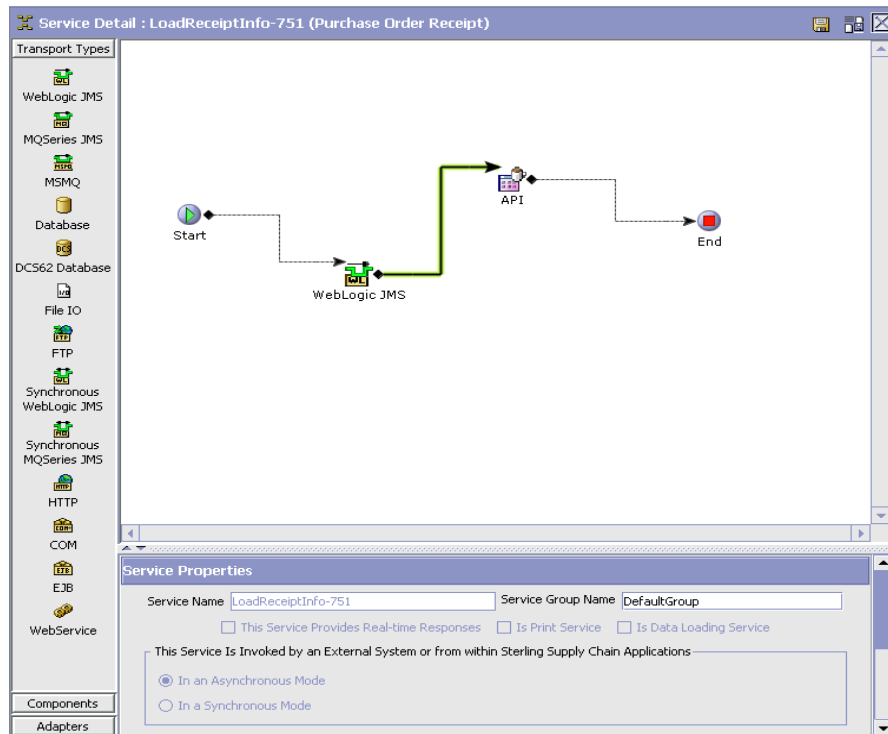 Service Detail : LoadReceiptInfo-751 (Purchase Order Receipt)
Transport Types
WebLogic JMS
MQSeries JMS
MSMQ
Database
DCS62 Database
File IO
FTP
Synchronous
WebLogic JMS
Synchronous
MQSeries JMS
HTTP
COM
EJB
WebService
Components
Adapters
Start
WebLogic JMS
API
End
Service Properties
Service Name LoadReceiptInfo-751 Service Group Name DefaultGroup
This Service Provides Real-time Responses Is Print Service Is Data Loading Service
This Service Is Invoked by an External System or from within Sterling Supply Chain Applications
In an Asynchronous Mode
In a Synchronous Mode